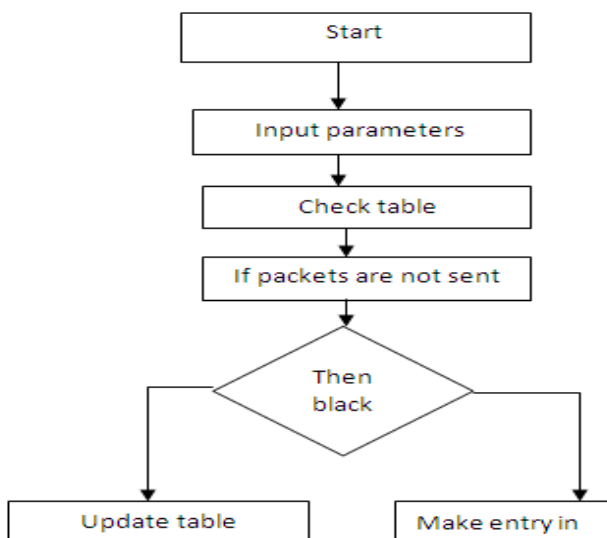 Start
Input parameters
Check table
If packets are not sent
Then
black
Update table
Make entry in